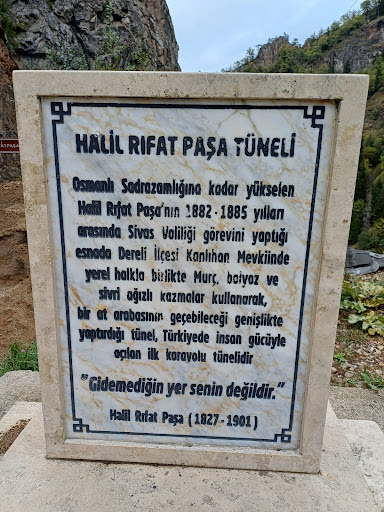 HALİL RIFAT PAŞA TÜNELİ
Osmanlı Sadrazamlığına kadar yükselen
Halil Rıfat Paşa'nın 1882 - 1885 yılları
arasında Sivas Valiliği görevini yaptığı
esnada Dereli İlçesi Kanlıhan Mevkiinde
yerel halkla birlikte Murç, balyoz ve
sivri ağızlı kazmalar kullanarak,
bir at arabasının geçebileceği genişlikte
yaptırdığı tünel, Türkiyede insan gücüyle
açılan ilk karayolu tünelidir
"Gidemediğin yer senin değildir."
Halil Rıfat Paşa ( 1827 - 1901 )